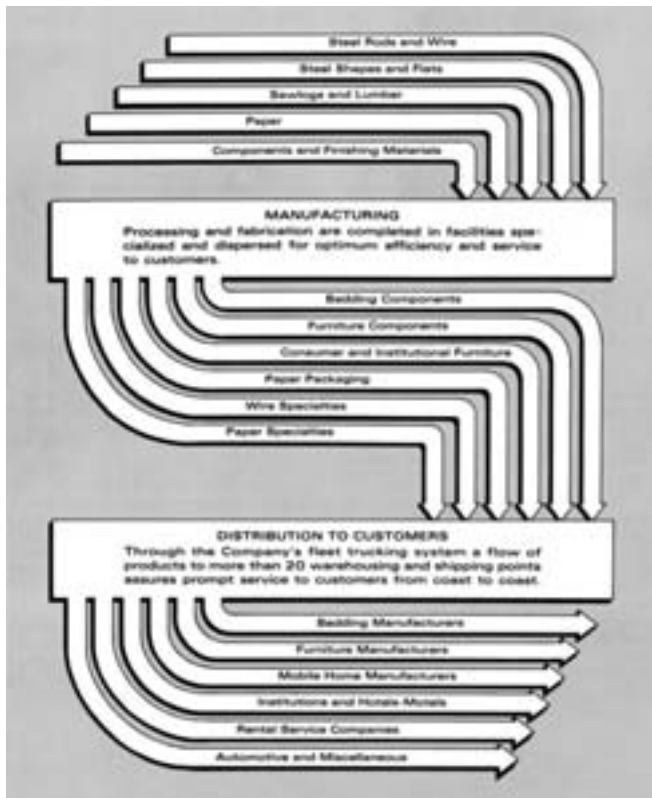 Steel Rods and Wire
Steel Shapes and Flats
Sawlogs and Lumber
Paper
Components and Finishing Materials
MANUFACTURING
Processing and fabrication are completed in facilities spe-
cialized and dispersed for optimum efficiency and service
to customers.
Bedding Components
Furniture Components
Consumer and Institutional Furniture
Paper Packaging
Wire Specialties
Paper Specialties
DISTRIBUTION TO CUSTOMERS
Through the Company's fleet trucking system a flow of
products to more than 20 warehousing and shipping points
assures prompt service to customers from coast to coast.
Bedding Manufacturers
Furniture Manufacturers
Mobile Home Manufacturers
Institutions and Hotels-Motels
Rental Service Companies
Automotive and Miscellaneous